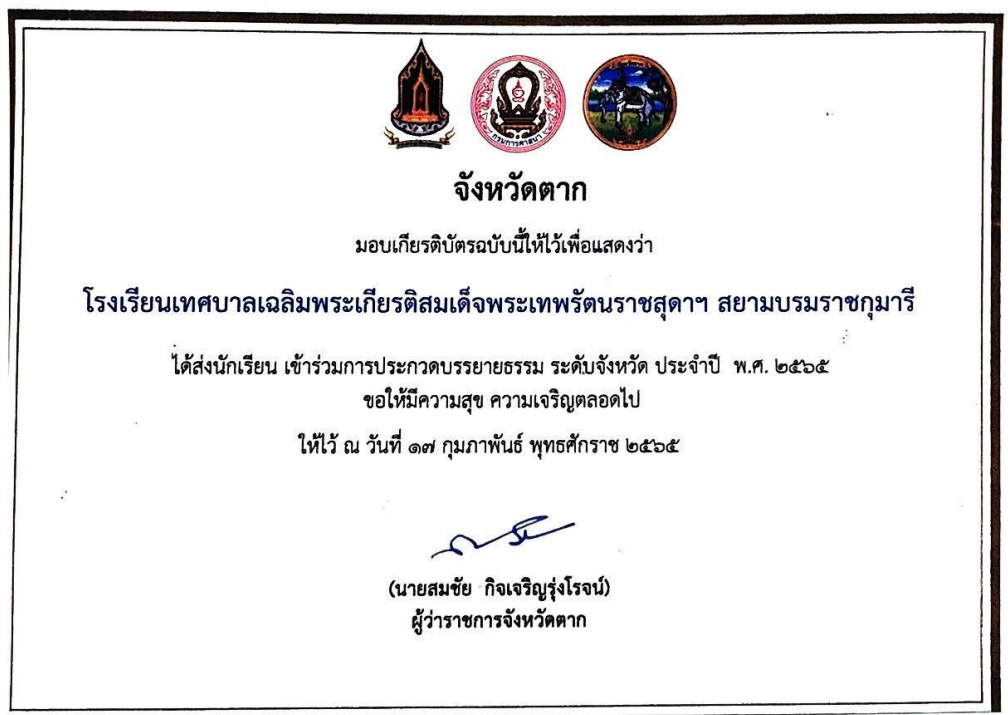 กรมการศาสนา
จังหวัดตาก
มอบเกียรติบัตรฉบับนี้ให้ไว้เพื่อแสดงว่า
โรงเรียนเทศบาลเฉลิมพระเกียรติสมเด็จพระเทพรัตนราชสุดาฯ สยามบรมราชกุมารี
ได้ส่งนักเรียน เข้าร่วมการประกวดบรรยายธรรม ระดับจังหวัด ประจำปี พ.ศ. ๒๕๖๕
ขอให้มีความสุข ความเจริญตลอดไป
ให้ไว้ ณ วันที่ ๑๗ กุมภาพันธ์ พุทธศักราช ๒๕๖๕
(นายสมชัย กิจเจริญรุ่งโรจน์)
ผู้ว่าราชการจังหวัดตาก